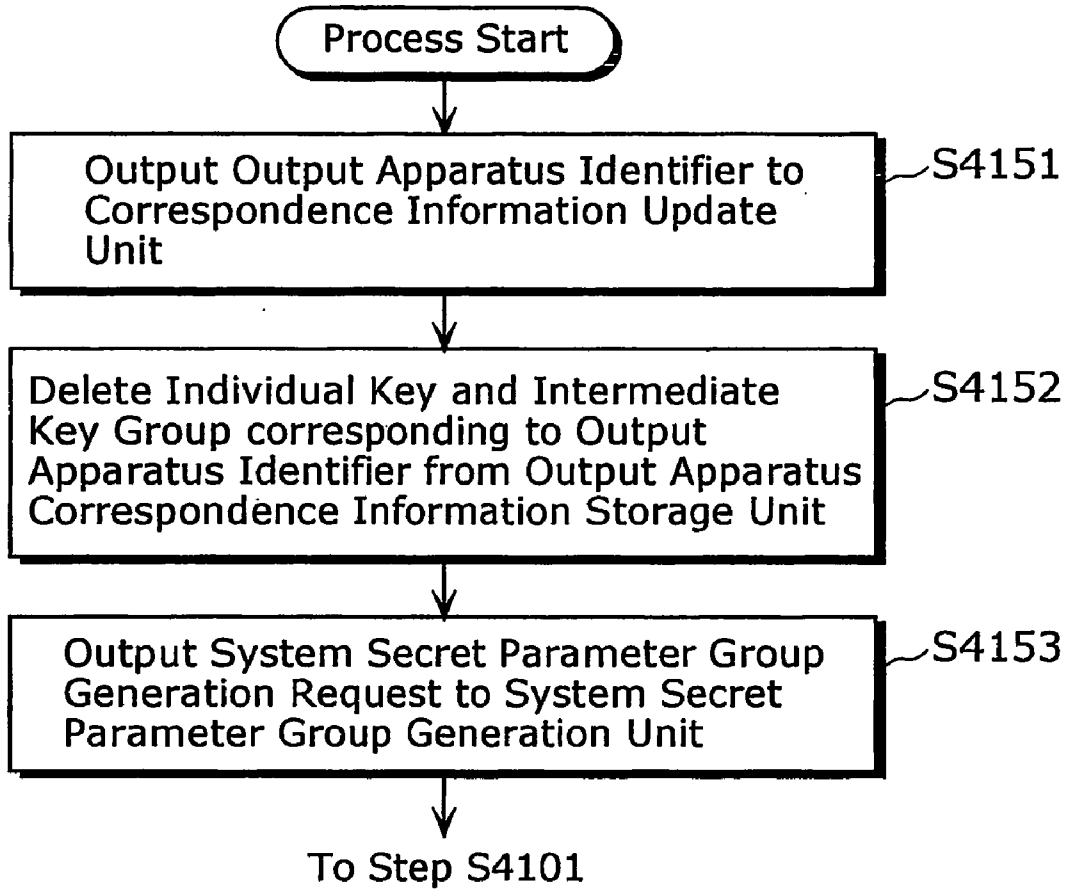 Process Start
Output Output Apparatus Identifier to
Correspondence Information Update
Unit
S4151
Delete Individual Key and Intermediate
Key Group corresponding to Output
Apparatus Identifier from Output Apparatus
Correspondence Information Storage Unit
S4152
Output System Secret Parameter Group
Generation Request to System Secret
Parameter Group Generation Unit
S4153
To Step S4101